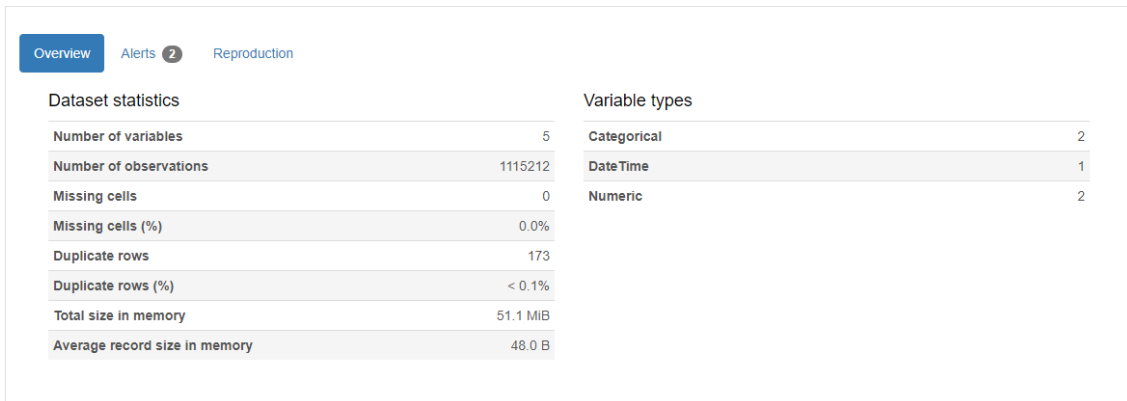 Overview Alerts 2 Reproduction
Dataset statistics
Number of variables 5
Number of observations 1115212
Missing cells 0
Missing cells (%) 0.0%
Duplicate rows 173
Duplicate rows (%) < 0.1%
Total size in memory 51.1 MiB
Average record size in memory 48.0 B
Variable types
Categorical 2
DateTime 1
Numeric 2